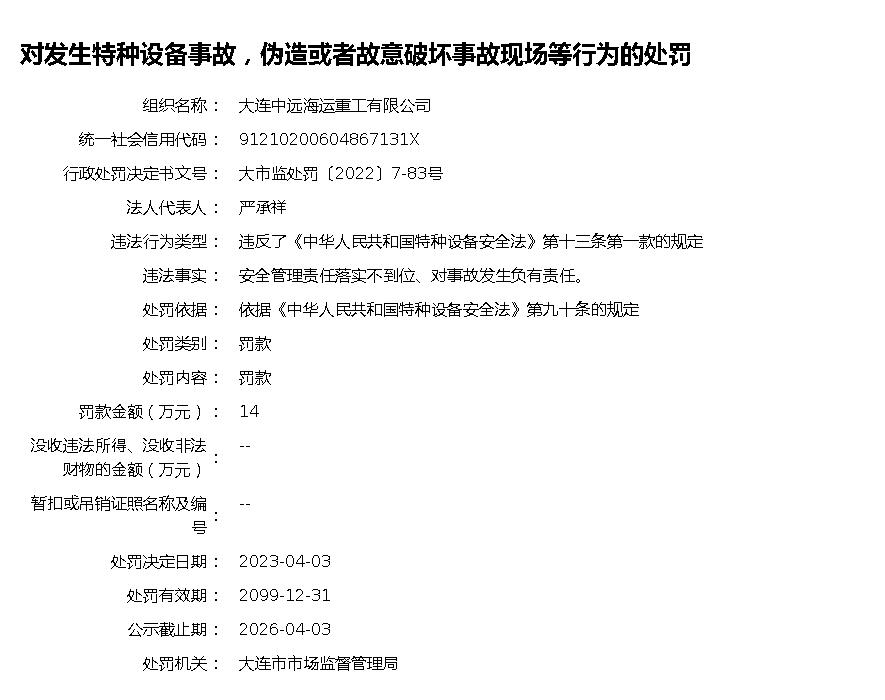 对发生特种设备事故，伪造或者故意破坏事故现场等行为的处罚
组织名称： 大连中远海运重工有限公司
统一社会信用代码： 91210200604867131X
行政处罚决定书文号： 大市监处罚〔2022〕7-83号
法人代表人： 严承祥
违法行为类型： 违反了《中华人民共和国特种设备安全法》第十三条第一款的规定
违法事实： 安全管理责任落实不到位、对事故发生负有责任。
处罚依据： 依据《中华人民共和国特种设备安全法》第九十条的规定
处罚类别： 罚款
处罚内容： 罚款
罚款金额（万元）： 14
没收违法所得、没收非法
财物的金额（万元）： --
暂扣或吊销证照名称及编
号： --
处罚决定日期： 2023-04-03
处罚有效期： 2099-12-31
公示截止期： 2026-04-03
处罚机关： 大连市市场监督管理局